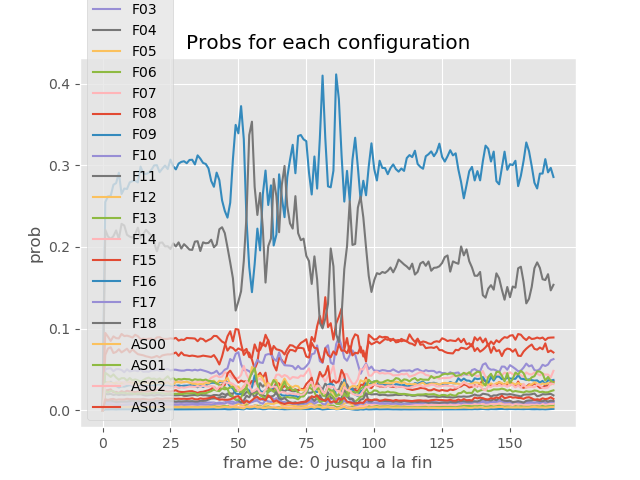 F03
F04
F05
F06
F07
F08
F09
F10
F11
F12
F13
F14
F15
F16
F17
F18
AS00
AS01
AS02
AS03
Probs for each configuration
prob
0.4
0.3
0.2
0.1
0.0
0 25 50 75 100 125 150
frame de: 0 jusqu a la fin